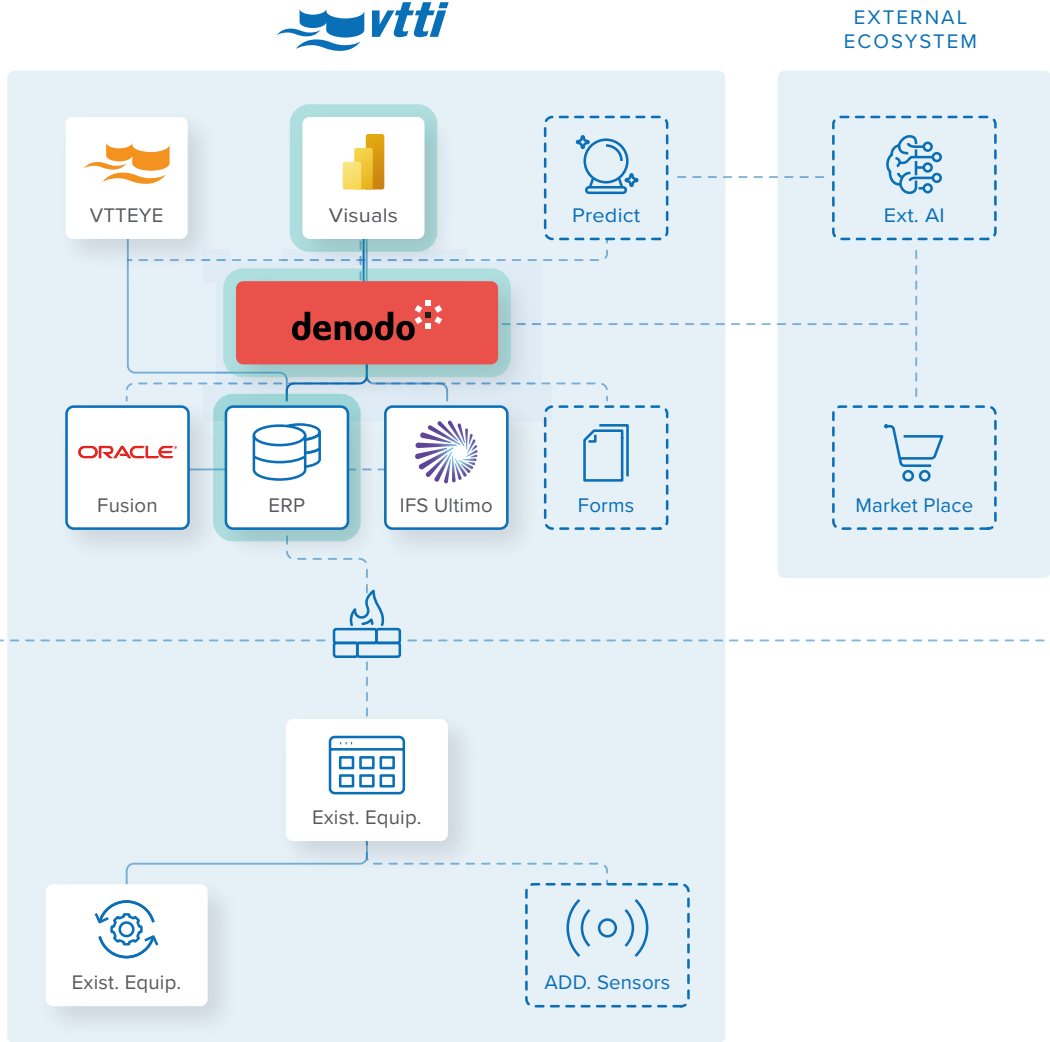 vtti
EXTERNAL
ECOSYSTEM
VTTEYE
Visuals
Predict
Ext. AI
denodo
ORACLE
Fusion
ERP
IFS Ultimo
Forms
Market Place
Exist. Equip.
Exist. Equip.
ADD. Sensors